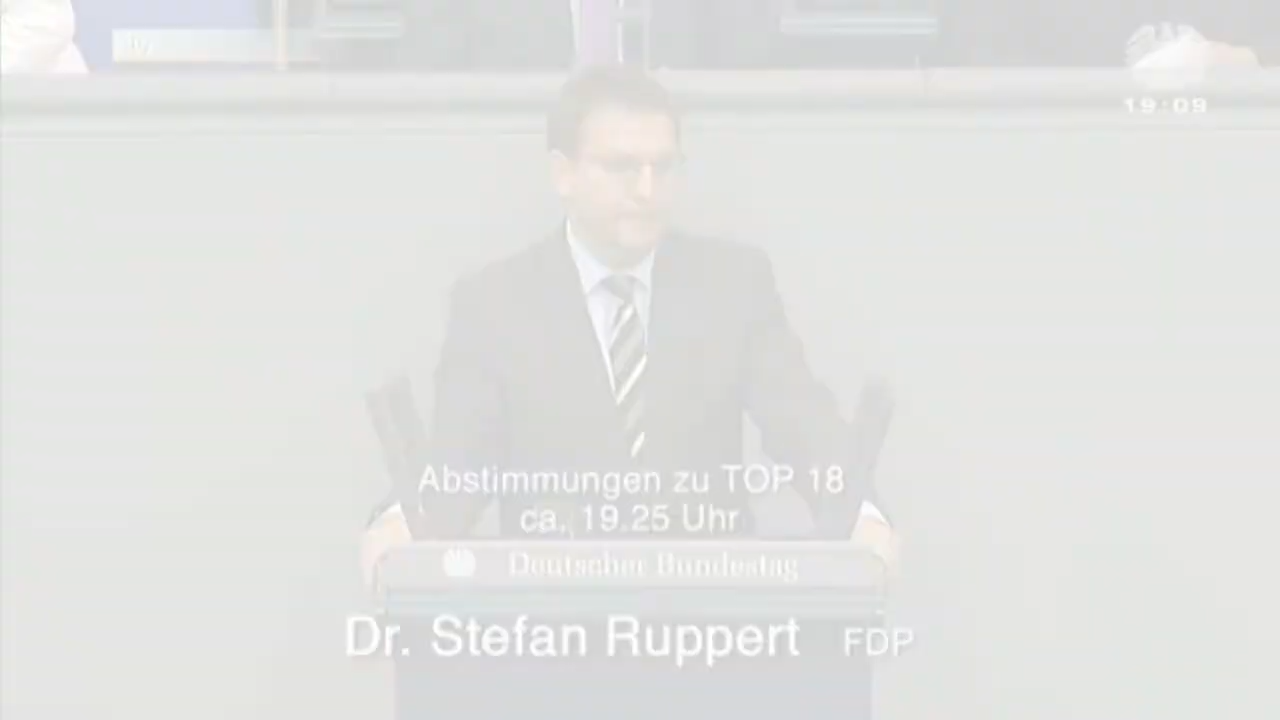 19:09
Abstimmungen zu TOP 18
ca. 19.25 Uhr
Deutscher Bundestag
Dr. Stefan Ruppert FDP